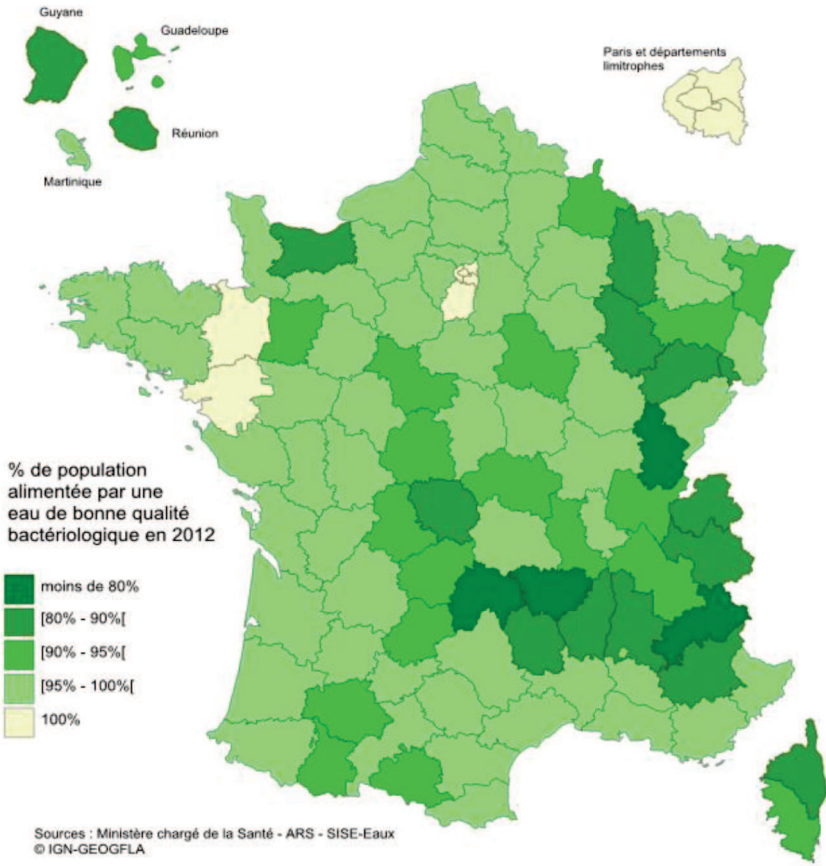 Guyane
Guadeloupe
Paris et départements
limitrophes
Réunion
Martinique
% de population
alimentée par une
eau de bonne qualité
bactériologique en 2012
moins de 80%
[80% - 90%[
[90% - 95%[
[95% - 100%[
100%
Sources : Ministère chargé de la Santé - ARS - SISE-Eaux
© IGN-GEOGFLA